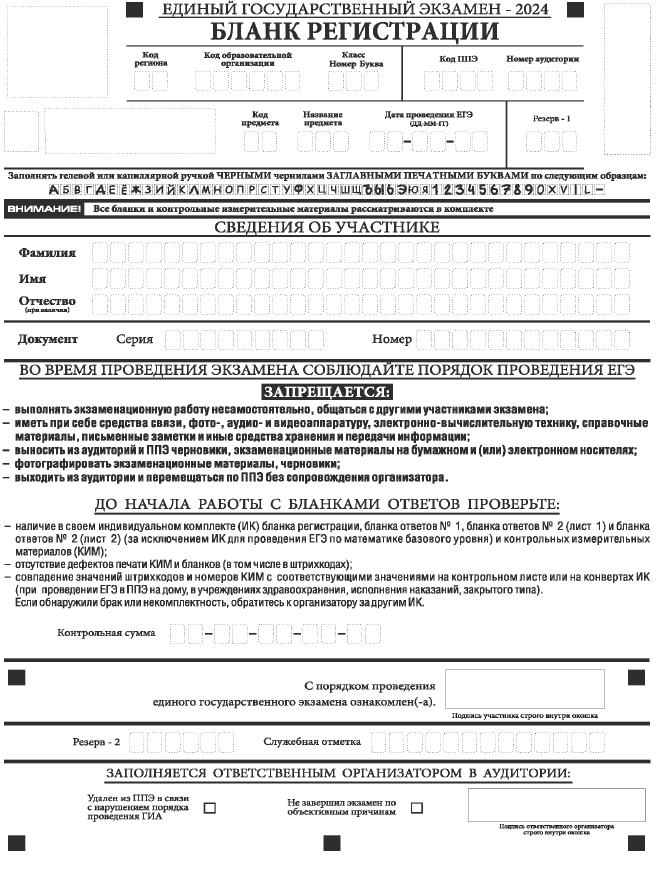 ЕДИНЫЙ ГОСУДАРСТВЕННЫЙ ЭКЗАМЕН - 2024
БЛАНК РЕГИСТРАЦИИ
Код региона
Код образовательной организации
Класс Номер Буква
Код ППЭ
Номер аудитории
Код предмета
Название предмета
Дата проведения ЕГЭ (ДД-ММ-ГГ)
Резерв - 1
Заполнять гелевой или капиллярной ручкой ЧЕРНЫМИ чернилами ЗАГЛАВНЫМИ ПЕЧАТНЫМИ БУКВАМИ по следующим образцам:
АБВГДЕЁЖЗИЙКЛМНОПРСТУФХЦЧШЩЪЫЬЭЮЯ1234567890XVIL-
ВНИМАНИЕ! Все бланки и контрольные измерительные материалы рассматриваются в комплекте
СВЕДЕНИЯ ОБ УЧАСТНИКЕ
Фамилия
Имя
Отчество
(при наличии)
Документ Серия Номер
ВО ВРЕМЯ ПРОВЕДЕНИЯ ЭКЗАМЕНА СОБЛЮДАЙТЕ ПОРЯДОК ПРОВЕДЕНИЯ ЕГЭ
ЗАПРЕЩАЕТСЯ:
– выполнять экзаменационную работу несамостоятельно, общаться с другими участниками экзамена;
– иметь при себе средства связи, фото-, аудио- и видеоаппаратуру, электронно-вычислительную технику, справочные
материалы, письменные заметки и иные средства хранения и передачи информации;
– выносить из аудиторий и ППЭ черновики, экзаменационные материалы на бумажном и (или) электронном носителях;
– фотографировать экзаменационные материалы, черновики;
– выходить из аудитории и перемещаться по ППЭ без сопровождения организатора.
ДО НАЧАЛА РАБОТЫ С БЛАНКАМИ ОТВЕТОВ ПРОВЕРЬТЕ:
– наличие в своем индивидуальном комплекте (ИК) бланка регистрации, бланка ответов № 1, бланка ответов № 2 (лист 1) и бланка
ответов № 2 (лист 2) (за исключением ИК для проведения ЕГЭ по математике базового уровня) и контрольных измерительных
материалов (КИМ);
– отсутствие дефектов печати КИМ и бланков (в том числе в штрихкодах);
– совпадение значений штрихкодов и номеров КИМ с соответствующими значениями на контрольном листе или на конвертах ИК
(при проведении ЕГЭ в ППЭ на дому, в учреждениях здравоохранения, исполнения наказаний, закрытого типа).
Если обнаружили брак или некомплектность, обратитесь к организатору за другим ИК.
Контрольная сумма
С порядком проведения
единого государственного экзамена ознакомлен(-а).
Подпись участника строго внутри окошка
Резерв - 2 Служебная отметка
ЗАПОЛНЯЕТСЯ ОТВЕТСТВЕННЫМ ОРГАНИЗАТОРОМ В АУДИТОРИИ:
Удален из ППЭ в связи
с нарушением порядка
проведения ГИА
Не завершил экзамен по
объективным причинам
Подпись ответственного организатора
строго внутри окошка